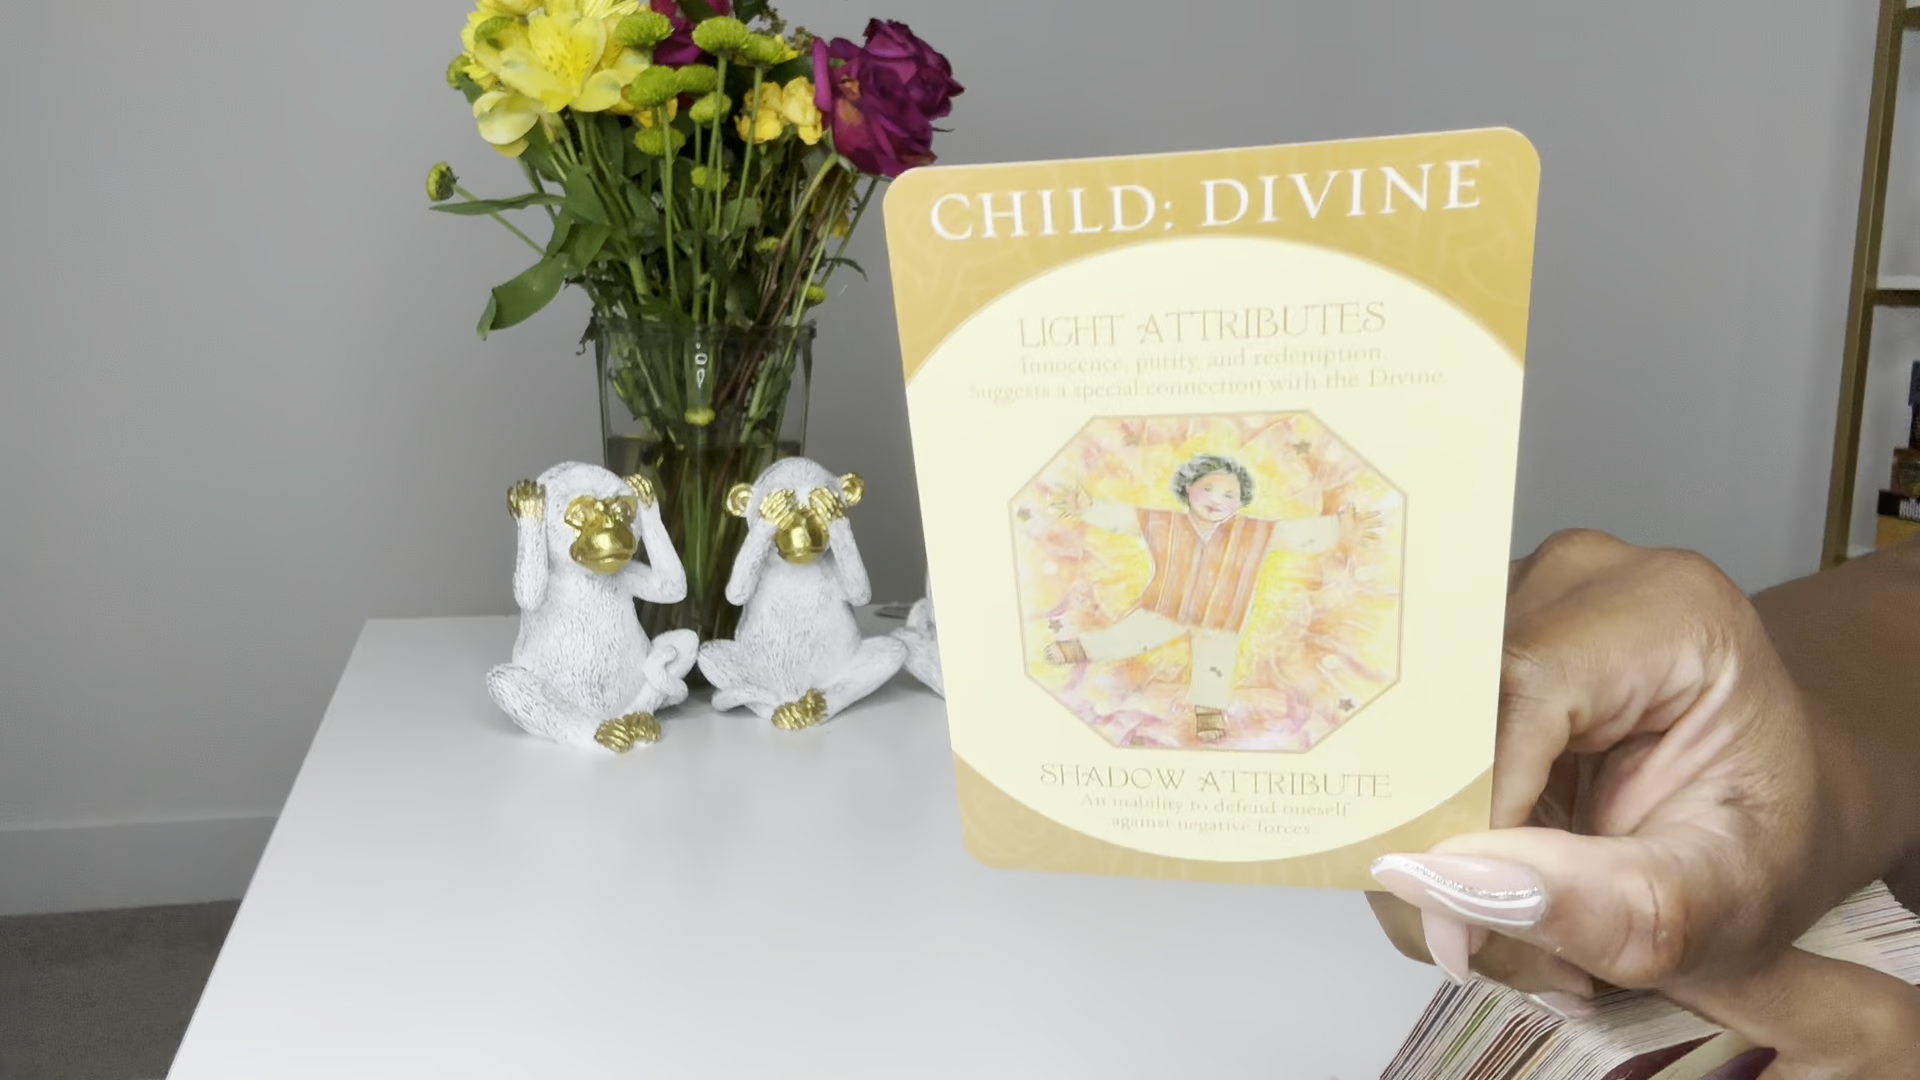 CHILD: DIVINE
LIGHT ATTRIBUTES
Innocence, purity, and redemption.
Suggests a special connection with the Divine.
SHADOW ATTRIBUTE
An inability to defend oneself
against negative forces.